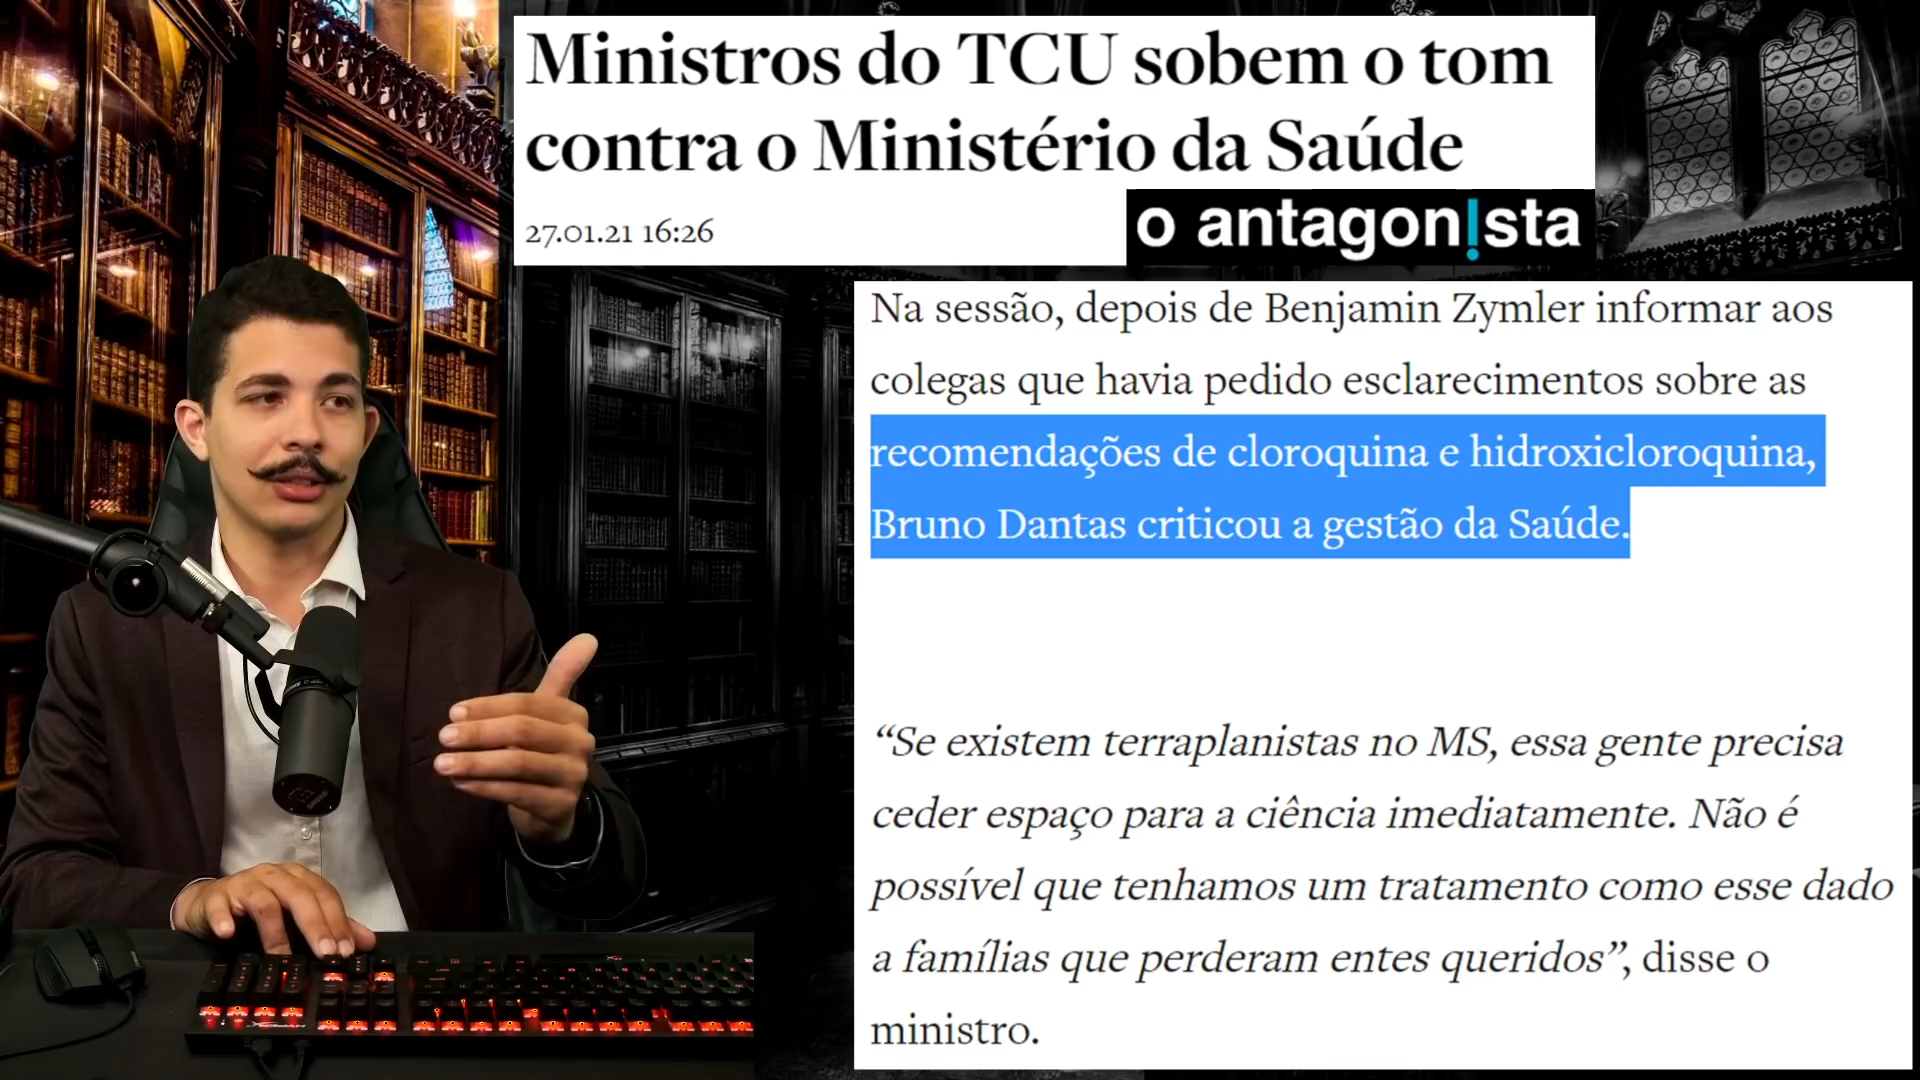 Ministros do TCU sobem o tom
contra o Ministério da Saúde
27.01.21 16:26
o antagon!sta
Na sessão, depois de Benjamin Zymler informar aos
colegas que havia pedido esclarecimentos sobre as
recomendações de cloroquina e hidroxicloroquina,
Bruno Dantas criticou a gestão da Saúde.
“Se existem terraplanistas no MS, essa gente precisa
ceder espaço para a ciência imediatamente. Não é
possível que tenhamos um tratamento como esse dado
a famílias que perderam entes queridos”, disse o
ministro.